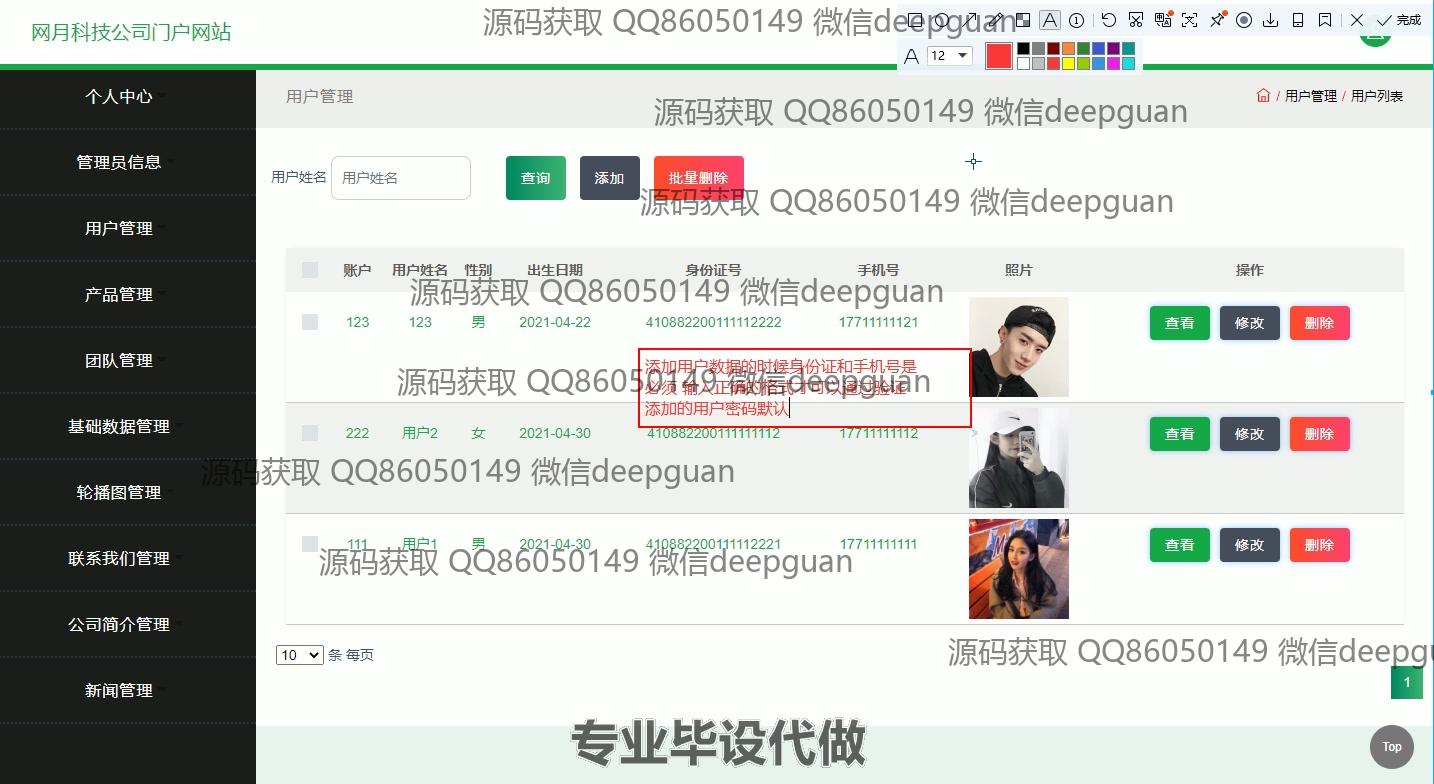 网月科技公司门户网站
源码获取 QQ86050149 微信deepguan
完成
A 12
个人中心
管理员信息
用户管理
产品管理
团队管理
基础数据管理
轮播图管理
联系我们管理
公司简介管理
新闻管理
用户管理
/ 用户管理 / 用户列表
源码获取 QQ86050149 微信deepguan
用户姓名 用户姓名 查询 添加 批量删除
源码获取 QQ86050149 微信deepguan
账户 用户姓名 性别 出生日期 身份证号 手机号 照片 操作
源码获取 QQ86050149 微信deepguan
123 123 男 2021-04-22 410882200111112222 17711111121 查看 修改 删除
添加用户数据的时候身份证和手机号是
必须 输入正确的格式才可以通过验证
添加的用户密码默认
源码获取 QQ86050149 微信deepguan
222 用户2 女 2021-04-30 410882200111111112 17711111112 查看 修改 删除
源码获取 QQ86050149 微信deepguan
111 用户1 男 2021-04-30 410882200111112221 17711111111 查看 修改 删除
源码获取 QQ86050149 微信deepguan
10 条 每页
源码获取 QQ86050149 微信deepgu
1
专业毕设代做
Top